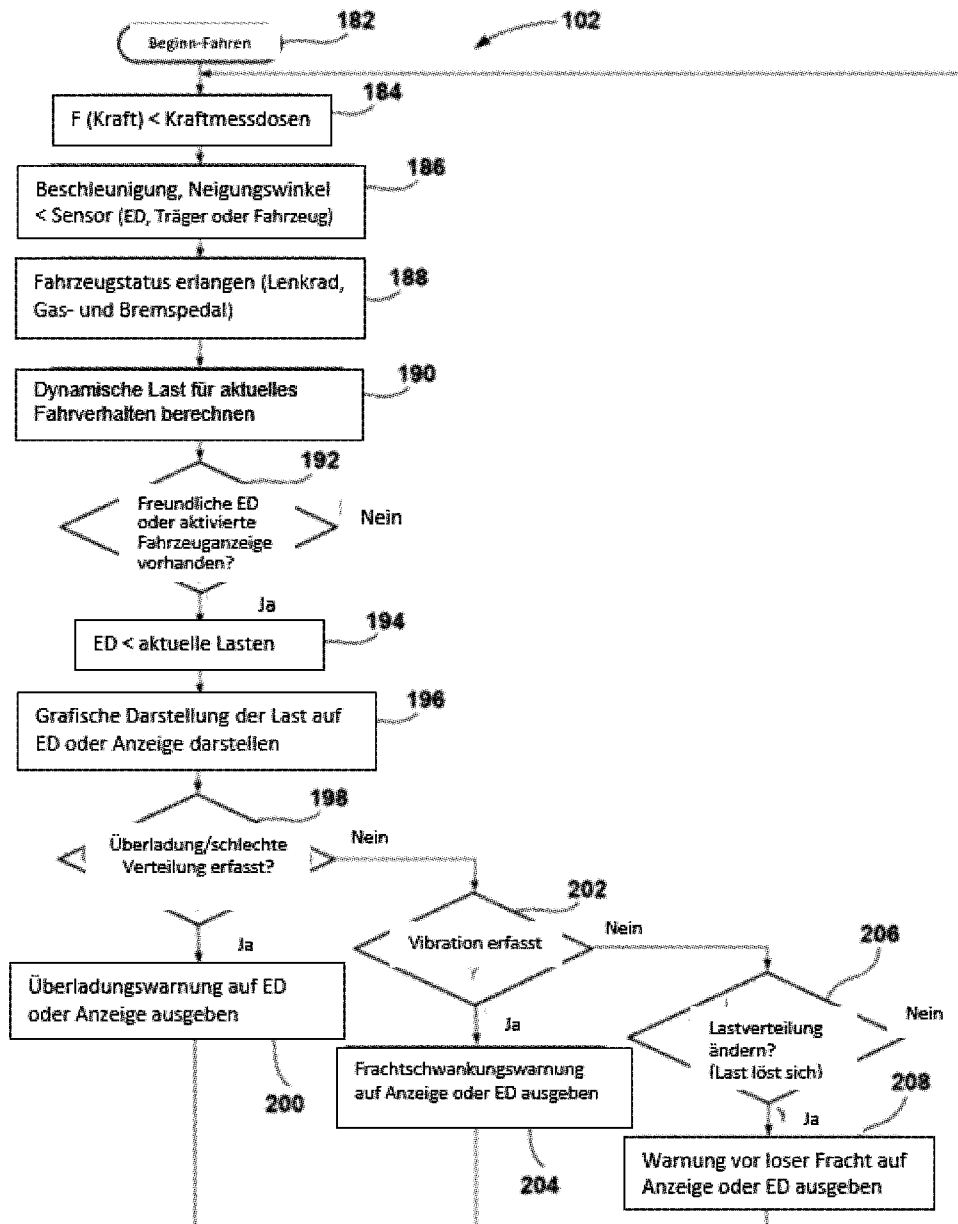 182
102
Beginn-Fahren
184
F (Kraft) < Kraftmessdosen
186
Beschleunigung, Neigungswinkel
< Sensor (ED, Träger oder Fahrzeug)
188
Fahrzeugstatus erlangen (Lenkrad,
Gas- und Bremspedal)
190
Dynamische Last für aktuelles
Fahrverhalten berechnen
192
Freundliche ED
oder aktivierte
Fahrzeuganzeige
vorhanden?
Nein
Ja
194
ED < aktuelle Lasten
196
Grafische Darstellung der Last auf
ED oder Anzeige darstellen
198
Überladung/schlechte
Verteilung erfasst?
Nein
Ja
200
Überladungswarnung auf ED
oder Anzeige ausgeben
202
Vibration erfasst
Nein
Ja
204
Frachtschwankungswarnung
auf Anzeige oder ED ausgeben
206
Lastverteilung
ändern?
(Last löst sich)
Nein
Ja
208
Warnung vor loser Fracht auf
Anzeige oder ED ausgeben